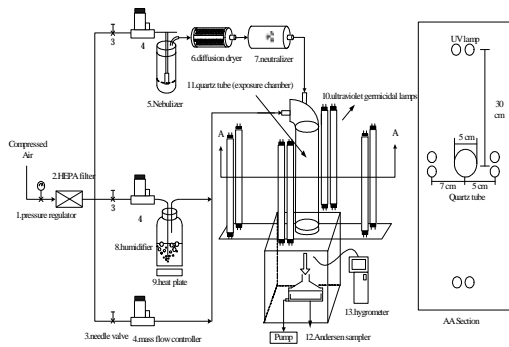 3
4
5.Nebulizer
6.diffusion dryer
7.neutralizer
11.quartz tube (exposure chamber)
10.ultraviolet germicidal lamps
A
A
Compressed
Air
2.HEPA filter
1.pressure regulator
3
4
8.humidifier
9.heat plate
3.needle valve
4.mass flow controller
Pump
12.Andersen sampler
13.hygrometer
UV lamp
30
cm
5 cm
7 cm
5 cm
Quartz tube
AA Section